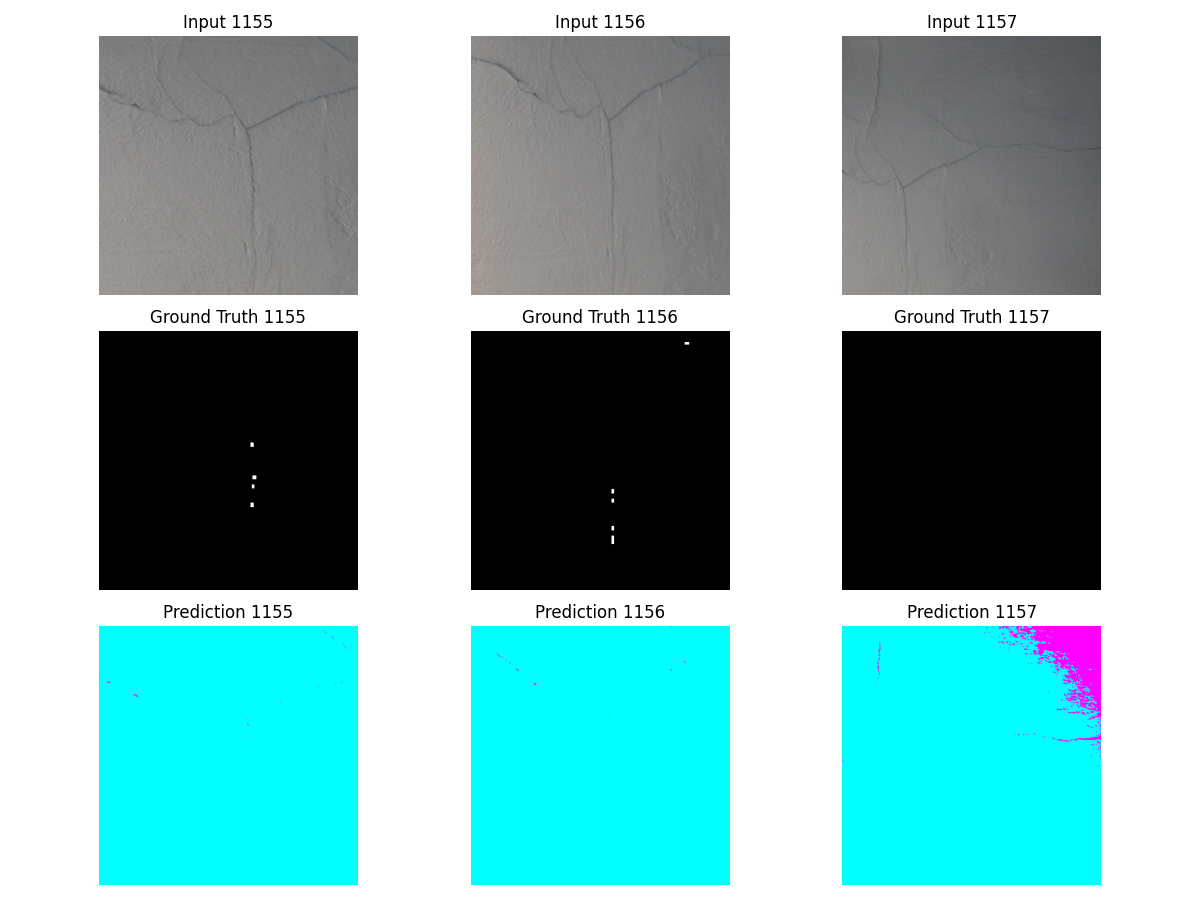 Input 1155
Input 1156
Input 1157
Ground Truth 1155
Ground Truth 1156
Ground Truth 1157
Prediction 1155
Prediction 1156
Prediction 1157